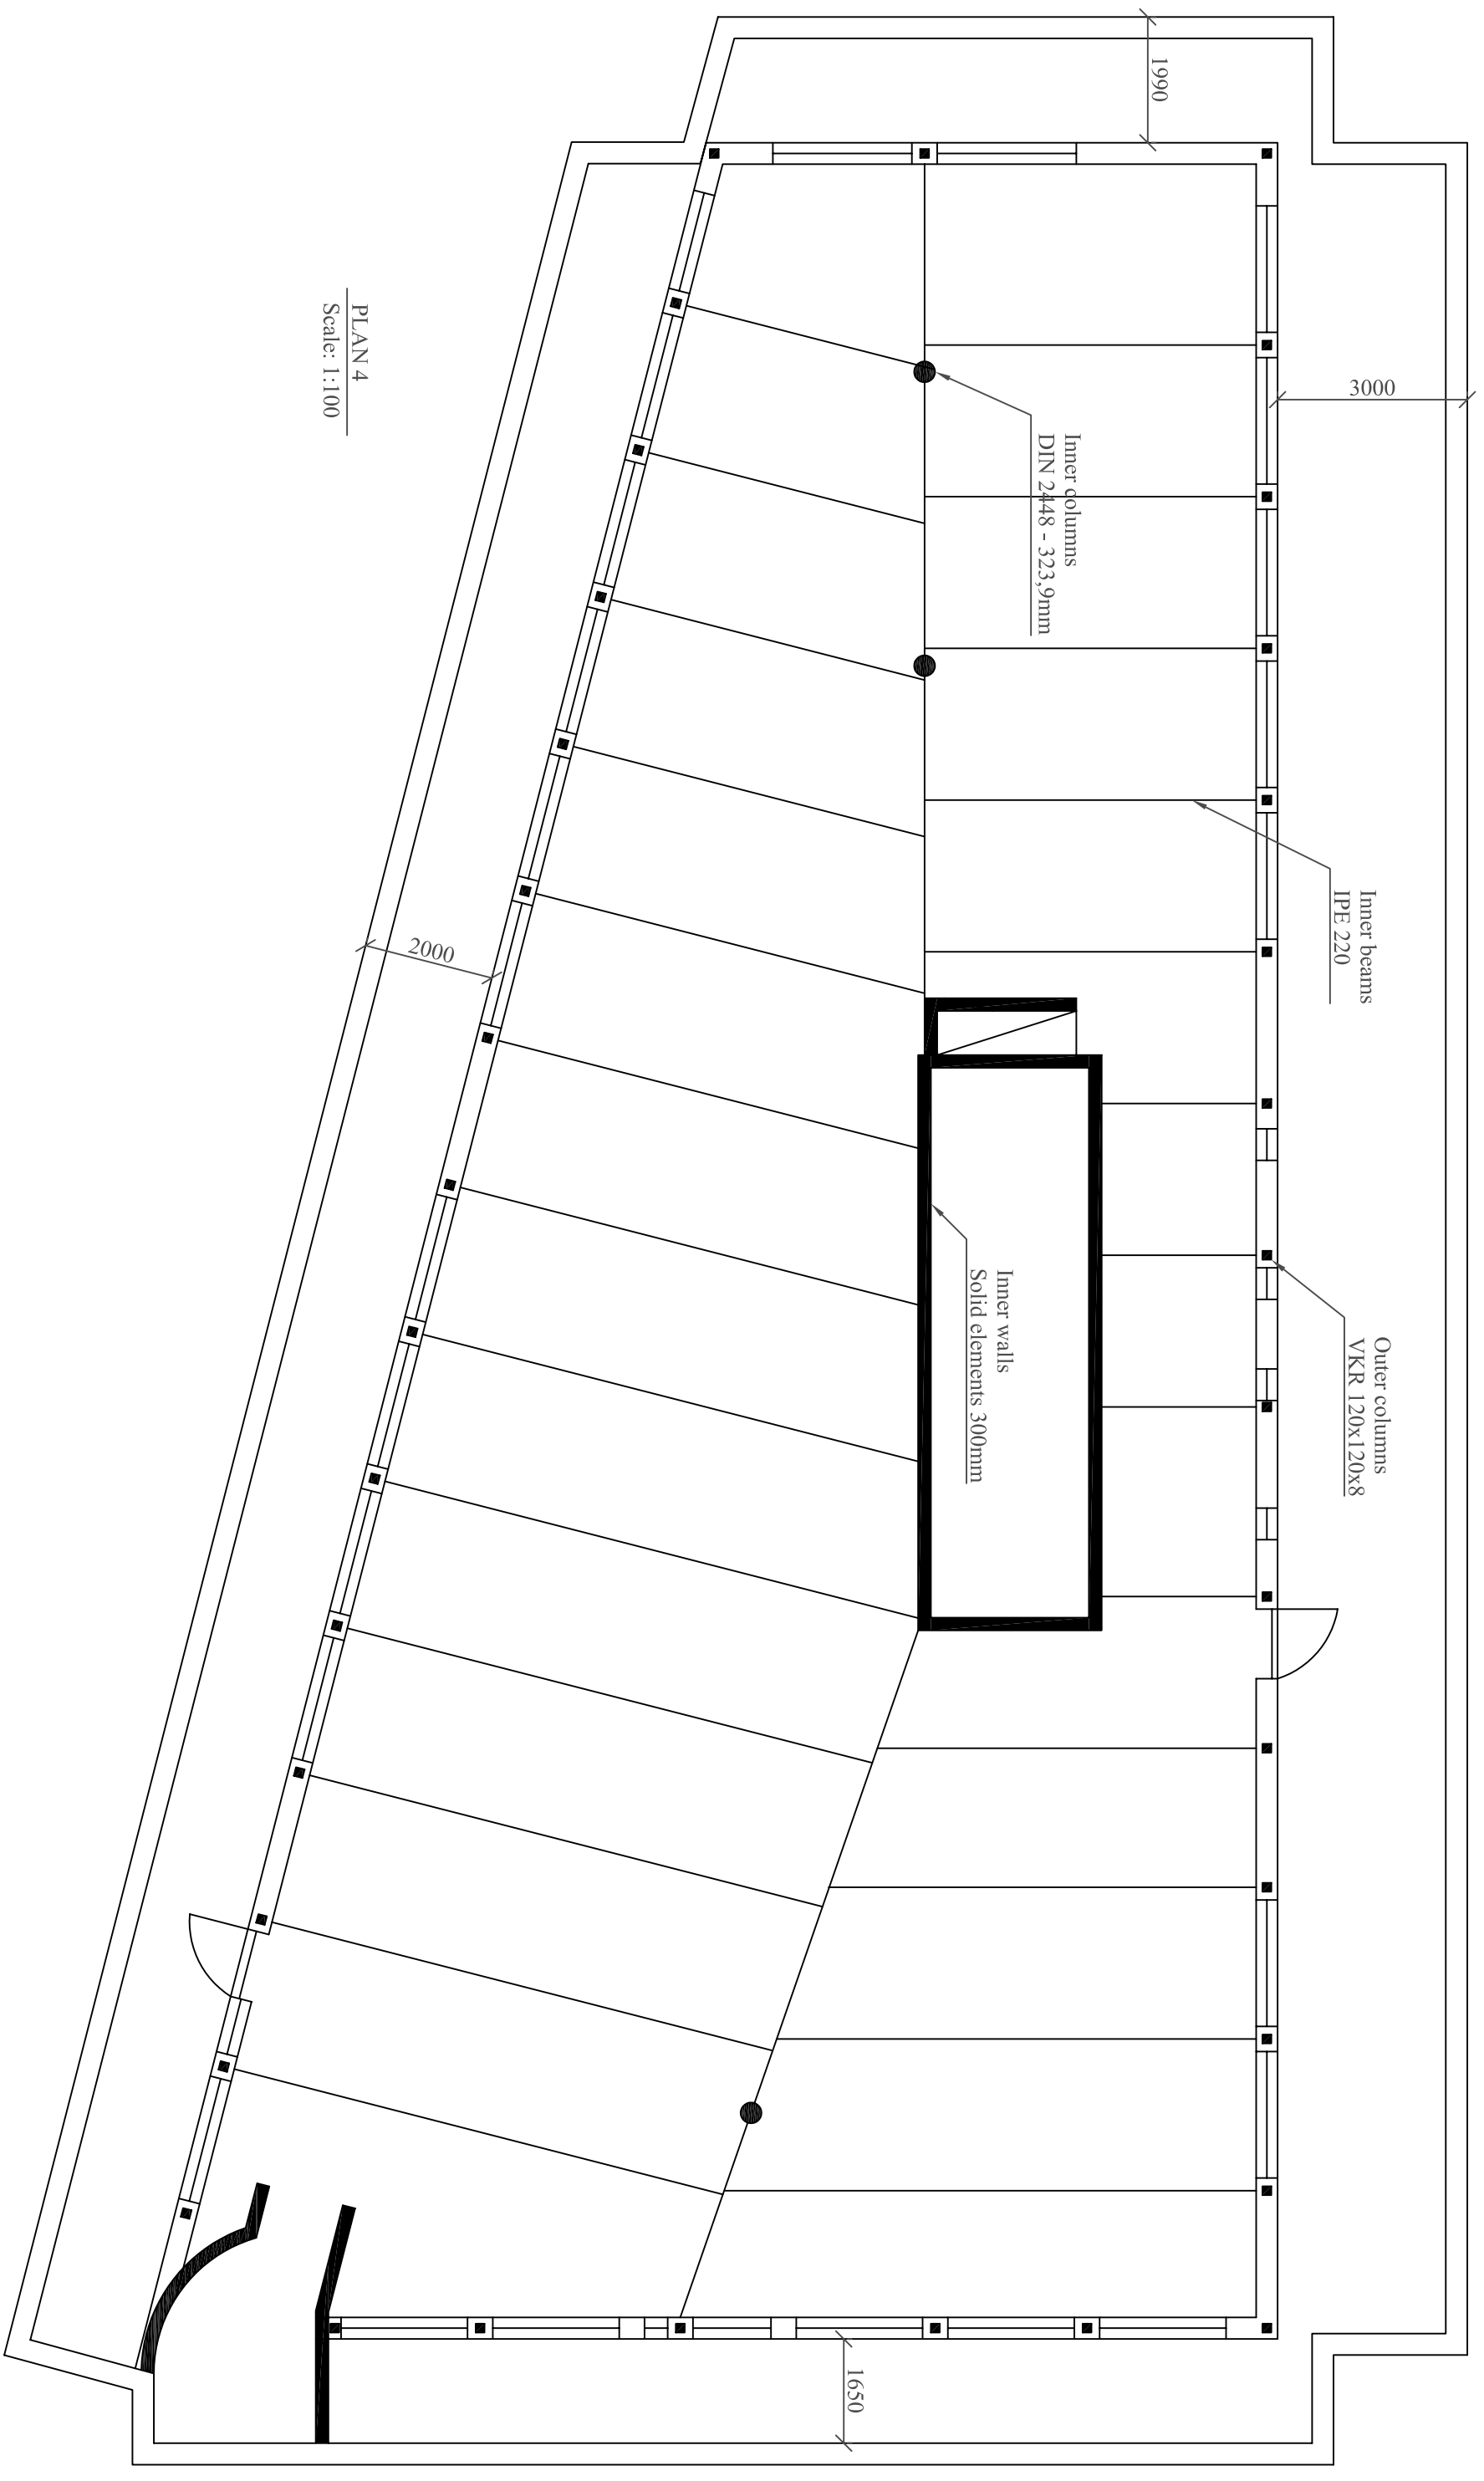 1990
3000
Inner columns
DIN 2448 - 323,9mm
PLAN 4
Scale: 1:100
Inner beams
IPE 220
2000
Inner walls
Solid elements 300mm
Outer columns
VKR 120x120x8
1650